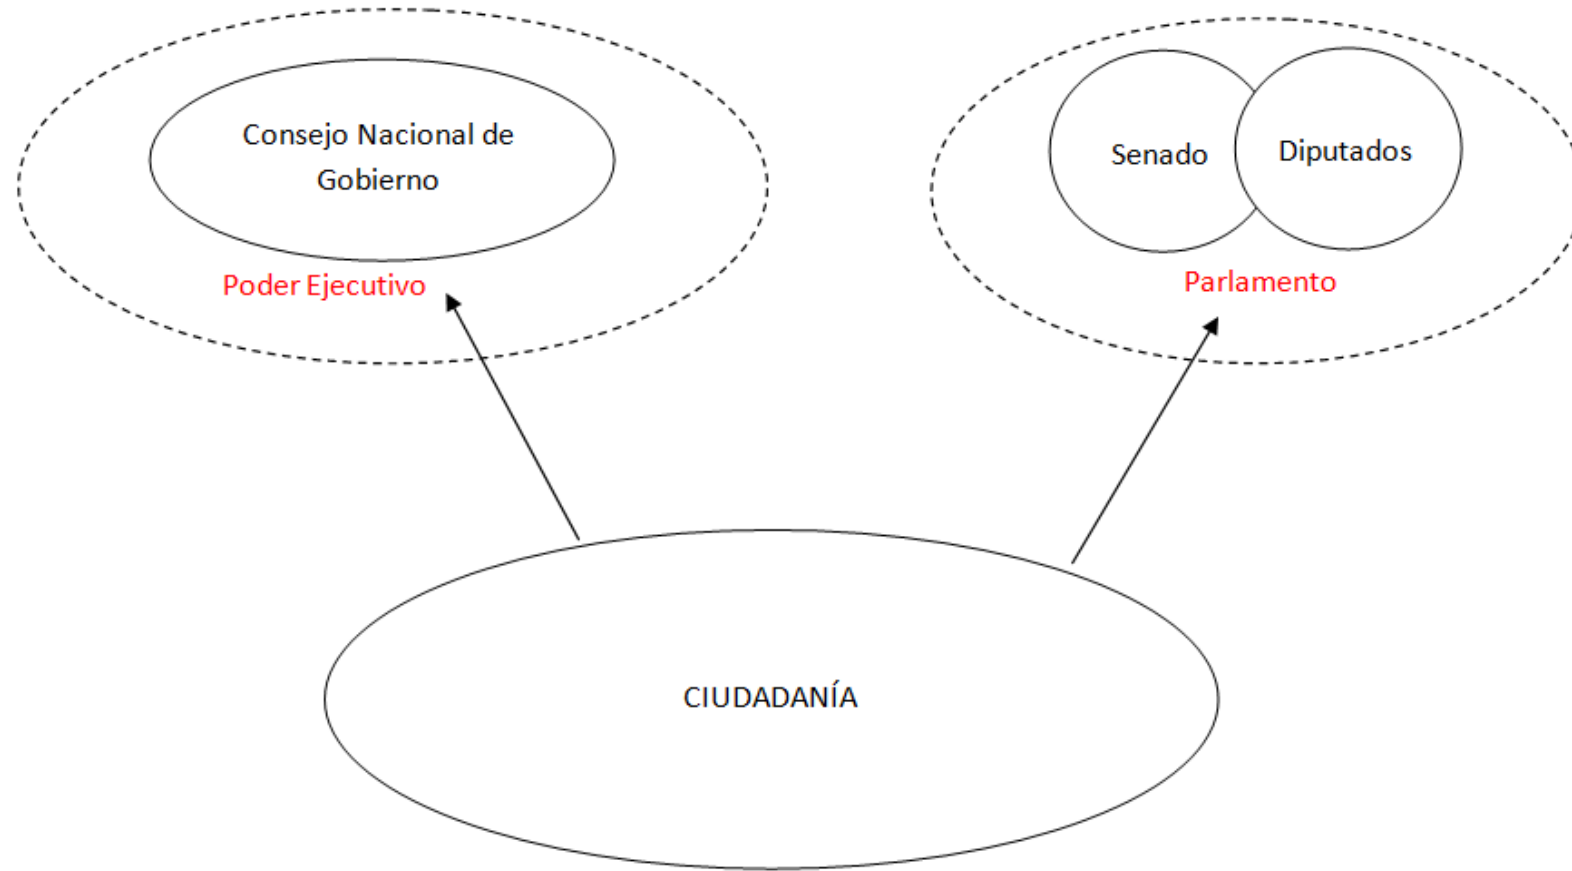 Consejo Nacional de
Gobierno
Poder Ejecutivo
Senado
Diputados
Parlamento
CIUDADANÍA